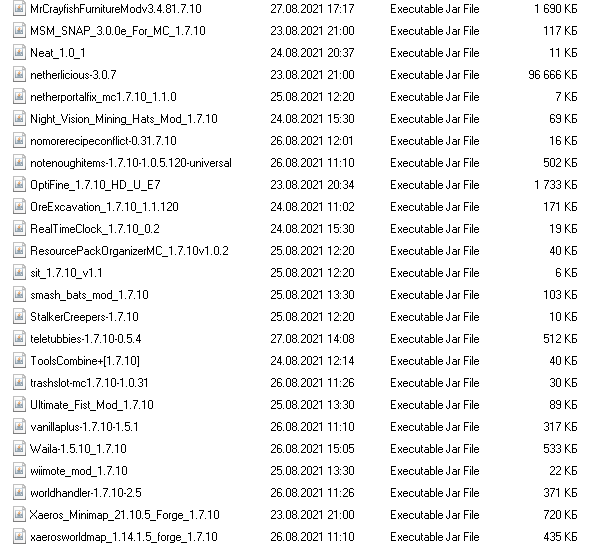 MrCrayfishFurnitureModv3.4.81.7.10 27.08.2021 17:17 Executable Jar File 1 690 КБ
MSM_SNAP_3.0.0e_For_MC_1.7.10 23.08.2021 21:00 Executable Jar File 117 КБ
Neat_1.0_1 24.08.2021 20:37 Executable Jar File 11 КБ
netherlicious-3.0.7 23.08.2021 21:00 Executable Jar File 96 666 КБ
netherportalfix_mc1.7.10_1.1.0 25.08.2021 12:20 Executable Jar File 7 КБ
Night_Vision_Mining_Hats_Mod_1.7.10 24.08.2021 15:30 Executable Jar File 69 КБ
nomorerecipeconflict-0.31.7.10 26.08.2021 12:01 Executable Jar File 16 КБ
notenoughitems-1.7.10-1.0.5.120-universal 26.08.2021 11:10 Executable Jar File 502 КБ
OptiFine_1.7.10_HD_U_E7 23.08.2021 20:34 Executable Jar File 1 733 КБ
OreExcavation_1.7.10_1.1.120 24.08.2021 11:02 Executable Jar File 171 КБ
RealTimeClock_1.7.10_0.2 24.08.2021 15:30 Executable Jar File 19 КБ
ResourcePackOrganizerMC_1.7.10v1.0.2 25.08.2021 12:20 Executable Jar File 40 КБ
sit_1.7.10_v1.1 25.08.2021 12:20 Executable Jar File 6 КБ
smash_bats_mod_1.7.10 25.08.2021 13:30 Executable Jar File 103 КБ
StalkerCreepers-1.7.10 25.08.2021 12:20 Executable Jar File 10 КБ
teletubbies-1.7.10-0.5.4 27.08.2021 14:08 Executable Jar File 512 КБ
ToolsCombine+[1.7.10] 24.08.2021 12:14 Executable Jar File 40 КБ
trashslot-mc1.7.10-1.0.31 26.08.2021 11:26 Executable Jar File 30 КБ
Ultimate_Fist_Mod_1.7.10 25.08.2021 13:30 Executable Jar File 89 КБ
vanillaplus-1.7.10-1.5.1 26.08.2021 11:10 Executable Jar File 317 КБ
Waila-1.5.10_1.7.10 26.08.2021 15:05 Executable Jar File 533 КБ
wiimote_mod_1.7.10 25.08.2021 13:30 Executable Jar File 22 КБ
worldhandler-1.7.10-2.5 26.08.2021 11:26 Executable Jar File 371 КБ
Xaeros_Minimap_21.10.5_Forge_1.7.10 23.08.2021 21:00 Executable Jar File 720 КБ
xaerosworldmap_1.14.1.5_forge_1.7.10 26.08.2021 11:10 Executable Jar File 435 КБ